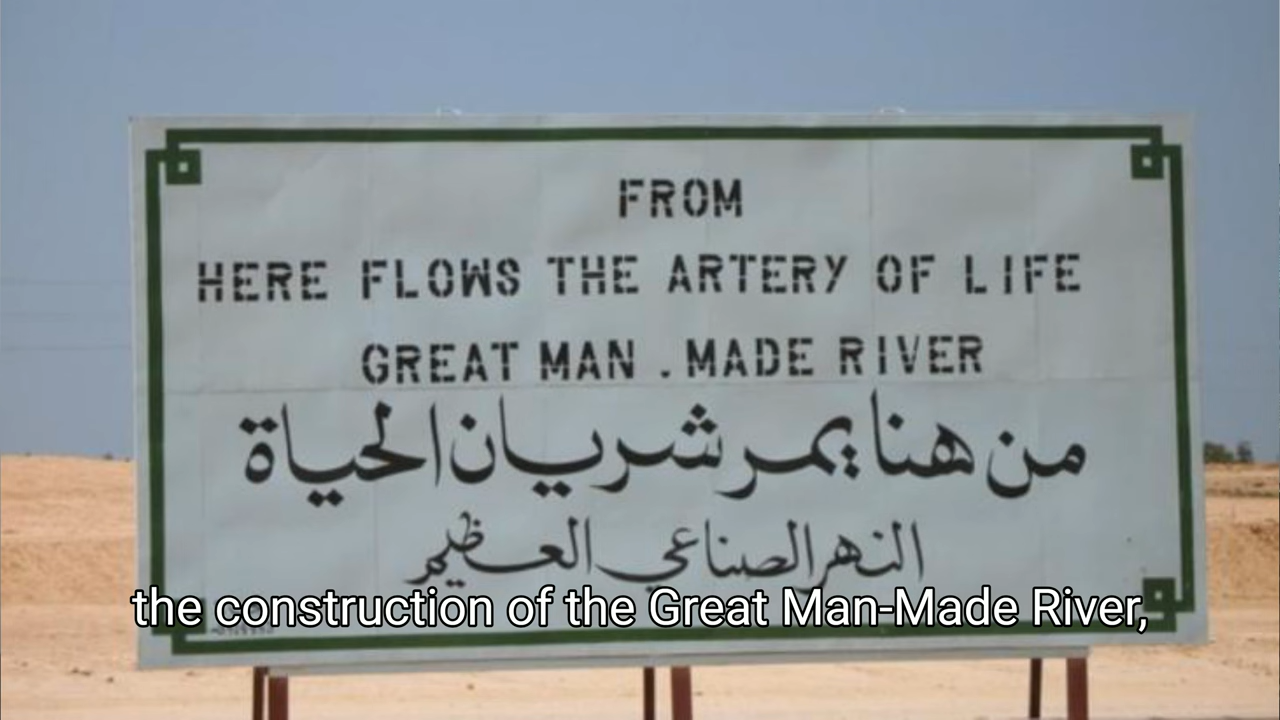 FROM
HERE FLOWS THE ARTERY OF LIFE
GREAT MAN . MADE RIVER
من هنا يمر شريان الحياة
النهر الصناعي العظيم
the construction of the Great Man-Made River,